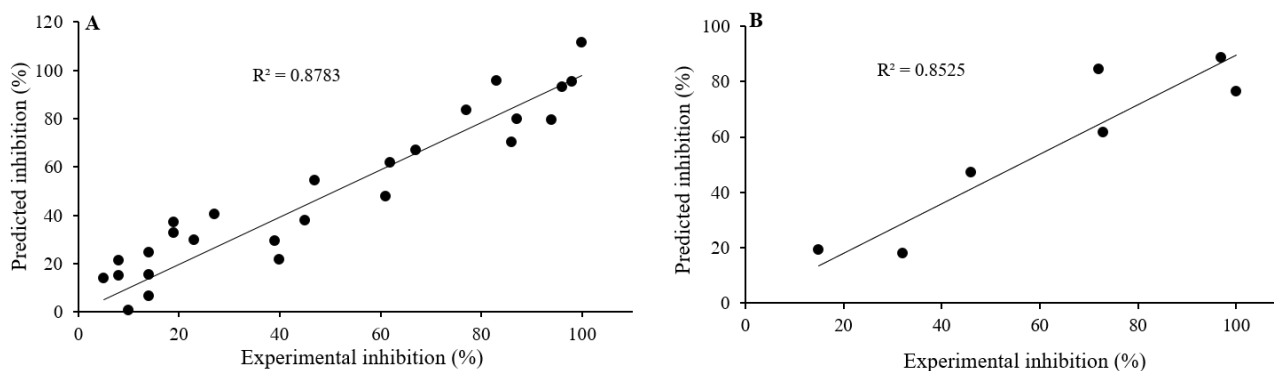 A
R² = 0.8783
Predicted inhibition (%)
120
100
80
60
40
20
0
0 20 40 60 80 100
Experimental inhibition (%)
B
R² = 0.8525
Predicted inhibition (%)
100
80
60
40
20
0
0 20 40 60 80 100
Experimental inhibition (%)